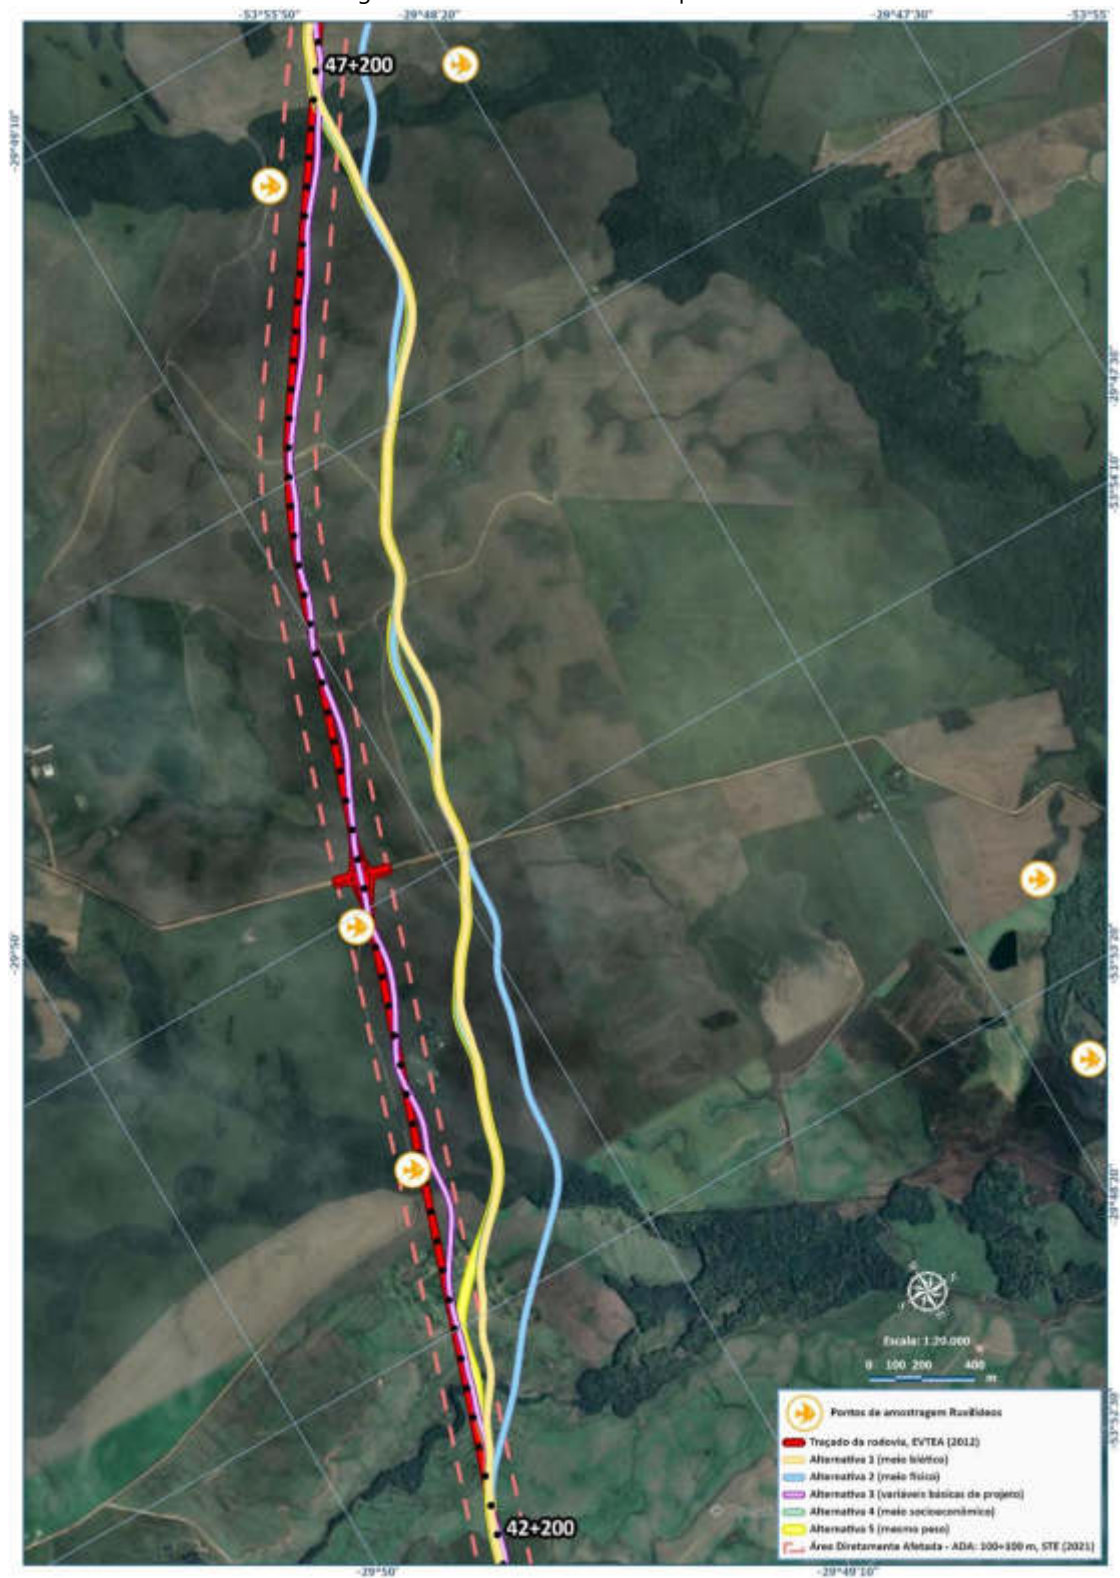 -53°55'50"
-29°48'20"
-29°47'30"
-53°55'
47+200
-29°49'10"
-29°47'30"
-53°54'10"
-29°50'
-53°53'20"
-29°48'20"
Escala: 1:20.000
0 100 200 400
m
Pontos de amostragem Ruvilídeos
Traçado da rodovia, EVTEA (2012)
Alternativa 1 (meio biótico)
Alternativa 2 (meio físico)
Alternativa 3 (variáveis básicas de projeto)
Alternativa 4 (meio socioeconômico)
Alternativa 5 (mesmo peso)
Área Diretamente Afetada - ADA: 100+100 m, STE (2021)
-53°52'30"
42+200
-29°50'
-29°49'10"